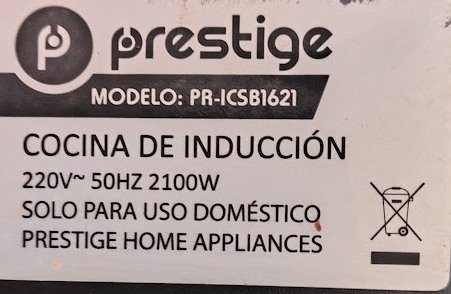 prestige
MODELO: PR-ICSB1621
COCINA DE INDUCCIÓN
220V~ 50HZ 2100W
SOLO PARA USO DOMÉSTICO
PRESTIGE HOME APPLIANCES